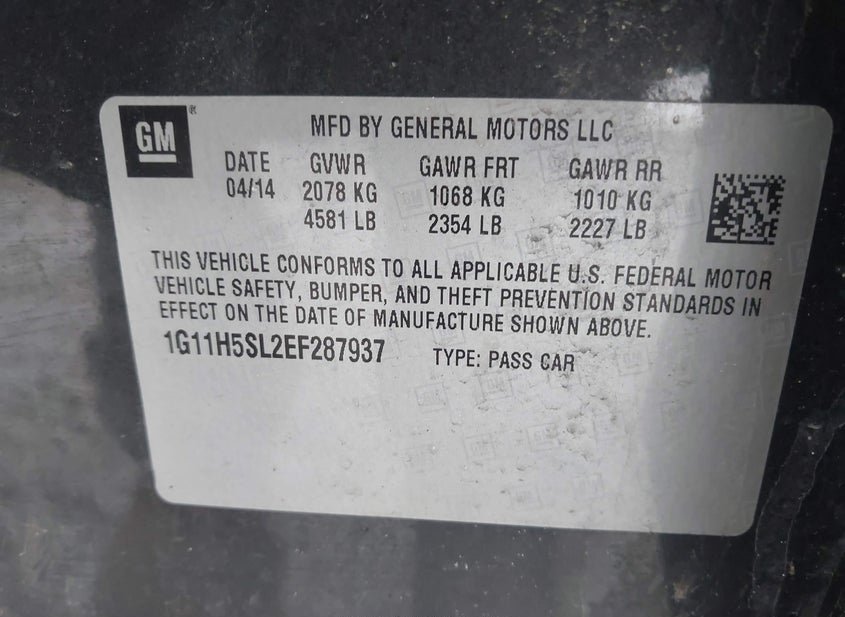 GM ®
MFD BY GENERAL MOTORS LLC
DATE GVWR GAWR FRT GAWR RR
04/14 2078 KG 1068 KG 1010 KG
4581 LB 2354 LB 2227 LB
THIS VEHICLE CONFORMS TO ALL APPLICABLE U.S. FEDERAL MOTOR
VEHICLE SAFETY, BUMPER, AND THEFT PREVENTION STANDARDS IN
EFFECT ON THE DATE OF MANUFACTURE SHOWN ABOVE.
1G11H5SL2EF287937 TYPE: PASS CAR